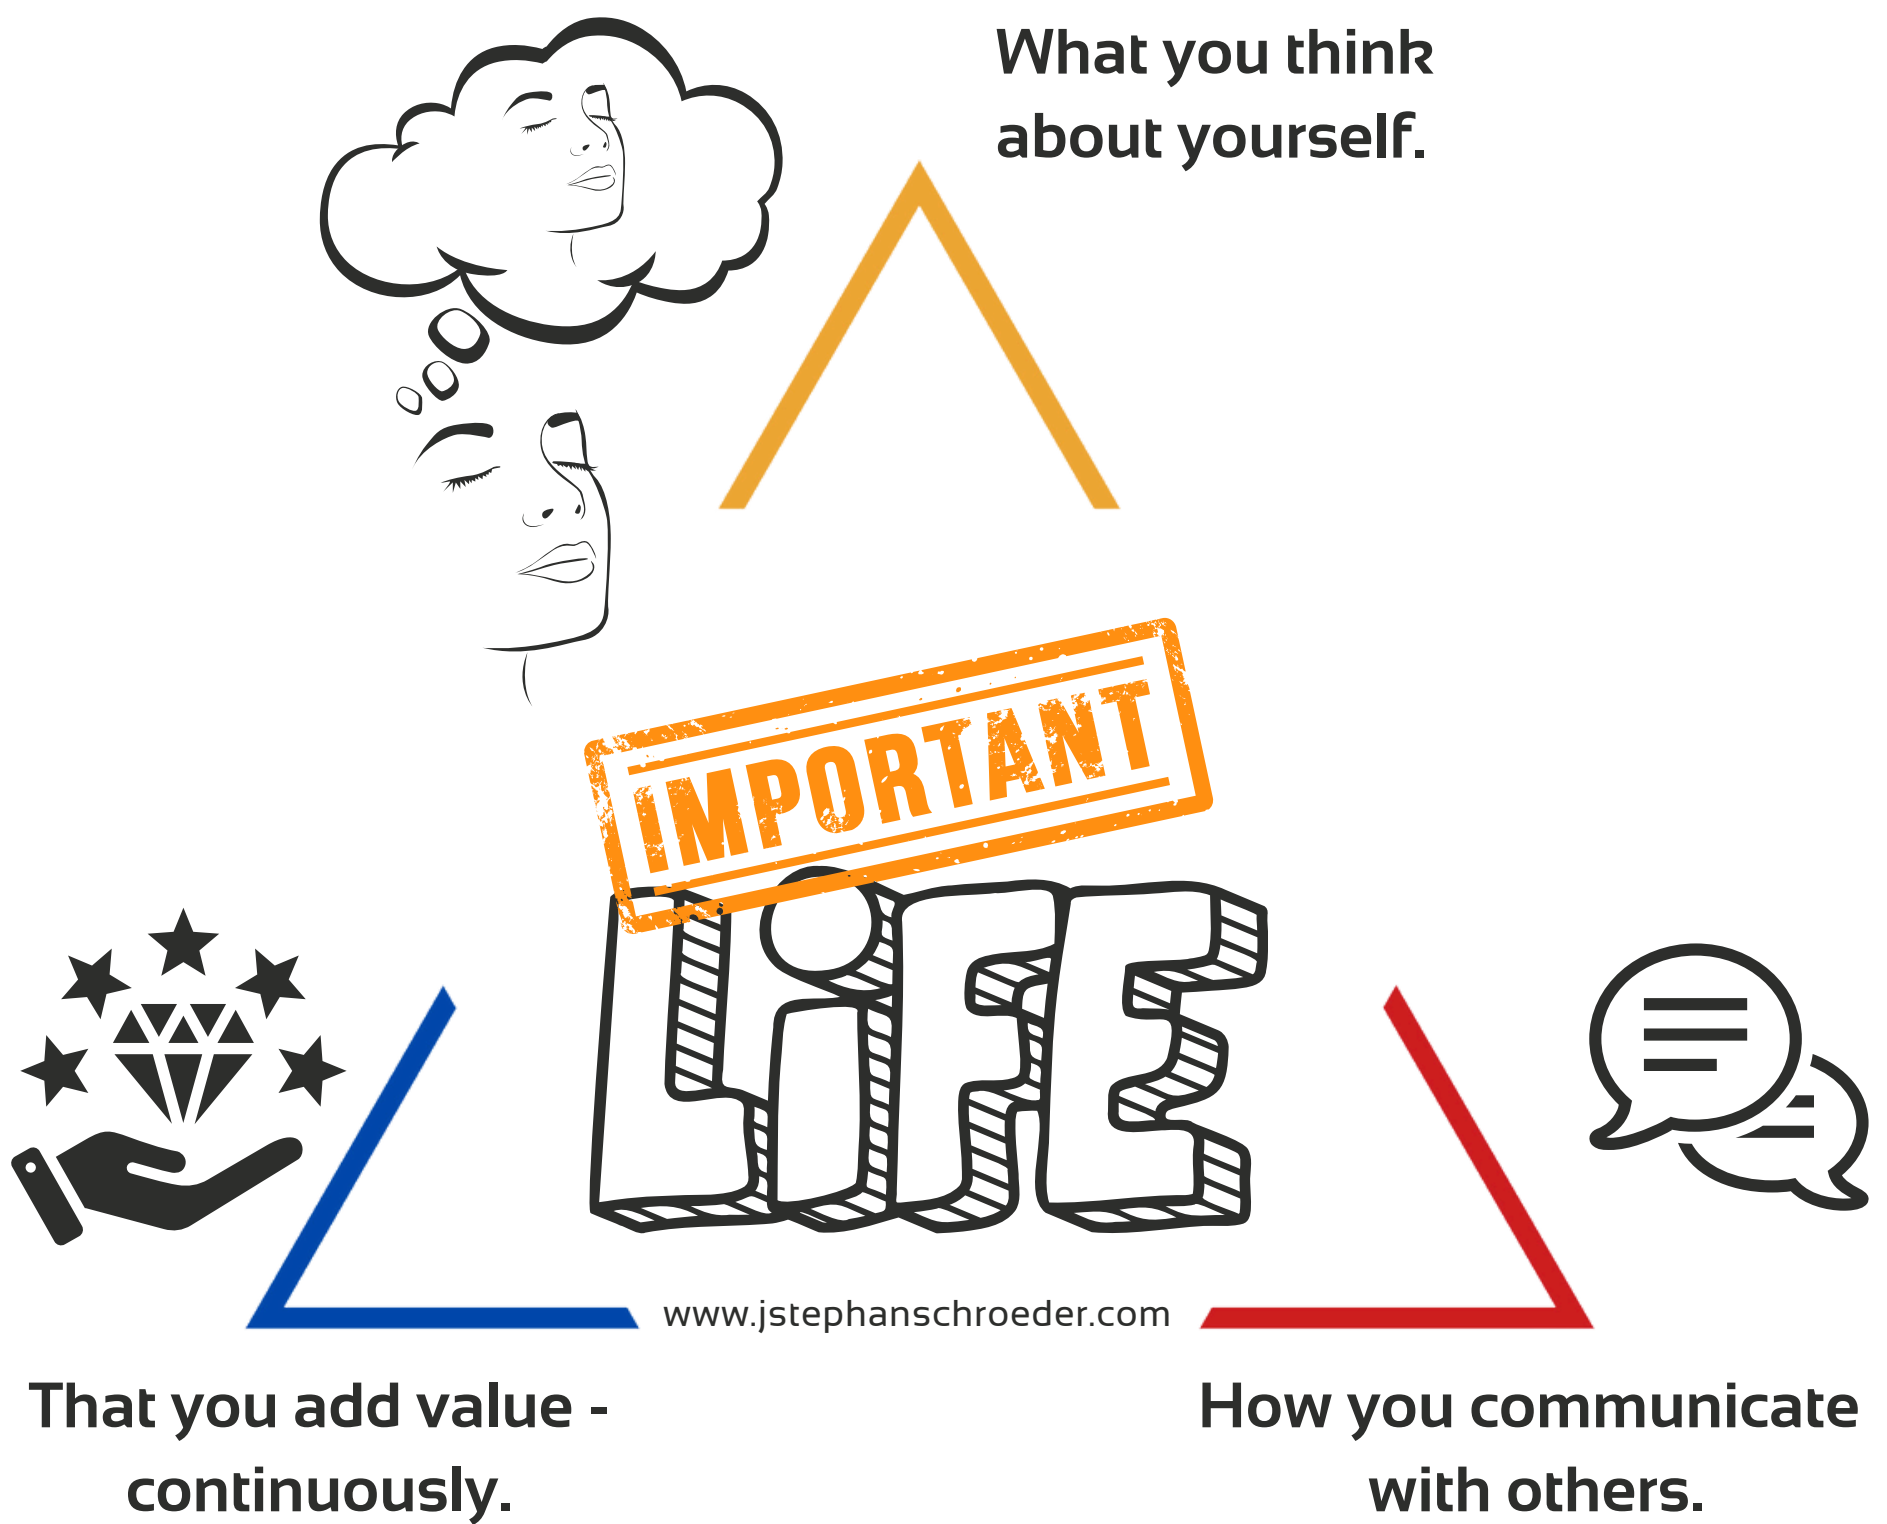 What you think
about yourself.
IMPORTANT
LiFE
www.jstephanschroeder.com
That you add value -
continuously.
How you communicate
with others.